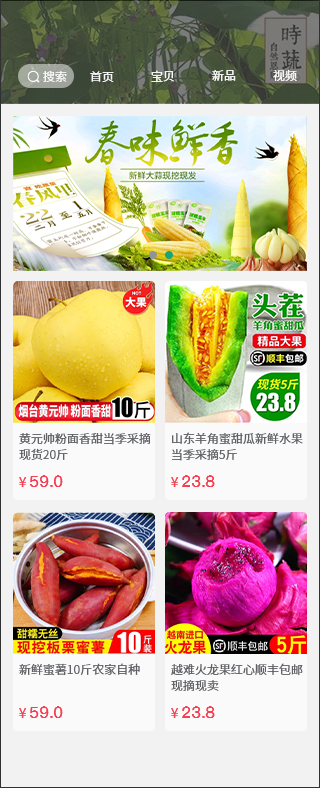 時蔬
搜索 首页 宝贝 新品 视频
春味鲜香
新鲜大蒜现挖现发
二月 至 五月
大果
烟台黄元帅 粉面香甜 10斤
头茬
羊角蜜甜瓜
精品大果
SF 顺丰包邮
现货5斤
23.8
黄元帅粉面香甜当季采摘
现货20斤
¥59.0
山东羊角蜜甜瓜新鲜水果
当季采摘5斤
¥23.8
甜糯无丝
现挖板栗蜜薯 10斤装
越南进口
火龙果 SF 顺丰包邮 5斤
新鲜蜜薯10斤农家自种
¥59.0
越难火龙果红心顺丰包邮
现摘现卖
¥23.8